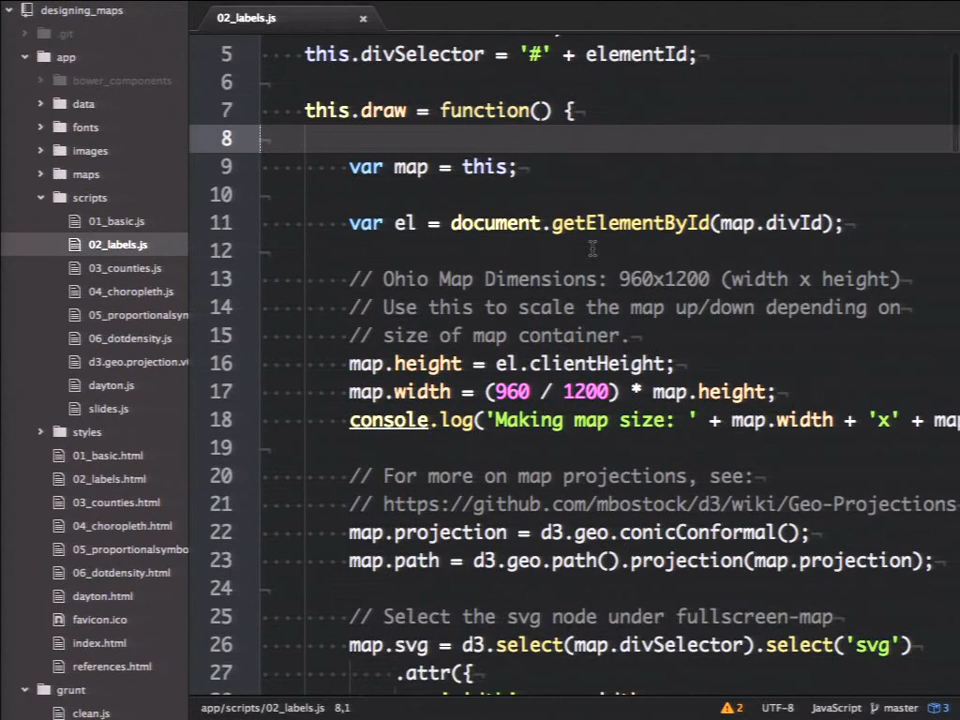 designing_maps
.git
app
bower_components
data
fonts
images
maps
scripts
01_basic.js
02_labels.js
03_counties.js
04_choropleth.js
05_proportionalsym
06_dotdensity.js
d3.geo.projection.v
dayton.js
slides.js
styles
01_basic.html
02_labels.html
03_counties.html
04_choropleth.html
05_proportionalsymbo
06_dotdensity.html
dayton.html
favicon.ico
index.html
references.html
grunt
clean.js
02_labels.js ×
5 this.divSelector = '#' + elementId;
6
7 this.draw = function() {
8
9 var map = this;
10
11 var el = document.getElementById(map.divId);
12
13 // Ohio Map Dimensions: 960x1200 (width x height)
14 // Use this to scale the map up/down depending on
15 // size of map container.
16 map.height = el.clientHeight;
17 map.width = (960 / 1200) * map.height;
18 console.log('Making map size: ' + map.width + 'x' + map
19
20 // For more on map projections, see:
21 // https://github.com/mbostock/d3/wiki/Geo-Projections
22 map.projection = d3.geo.conicConformal();
23 map.path = d3.geo.path().projection(map.projection);
24
25 // Select the svg node under fullscreen-map
26 map.svg = d3.select(map.divSelector).select('svg')
27 .attr({
app/scripts/02_labels.js 8,1 2 UTF-8 JavaScript master 3